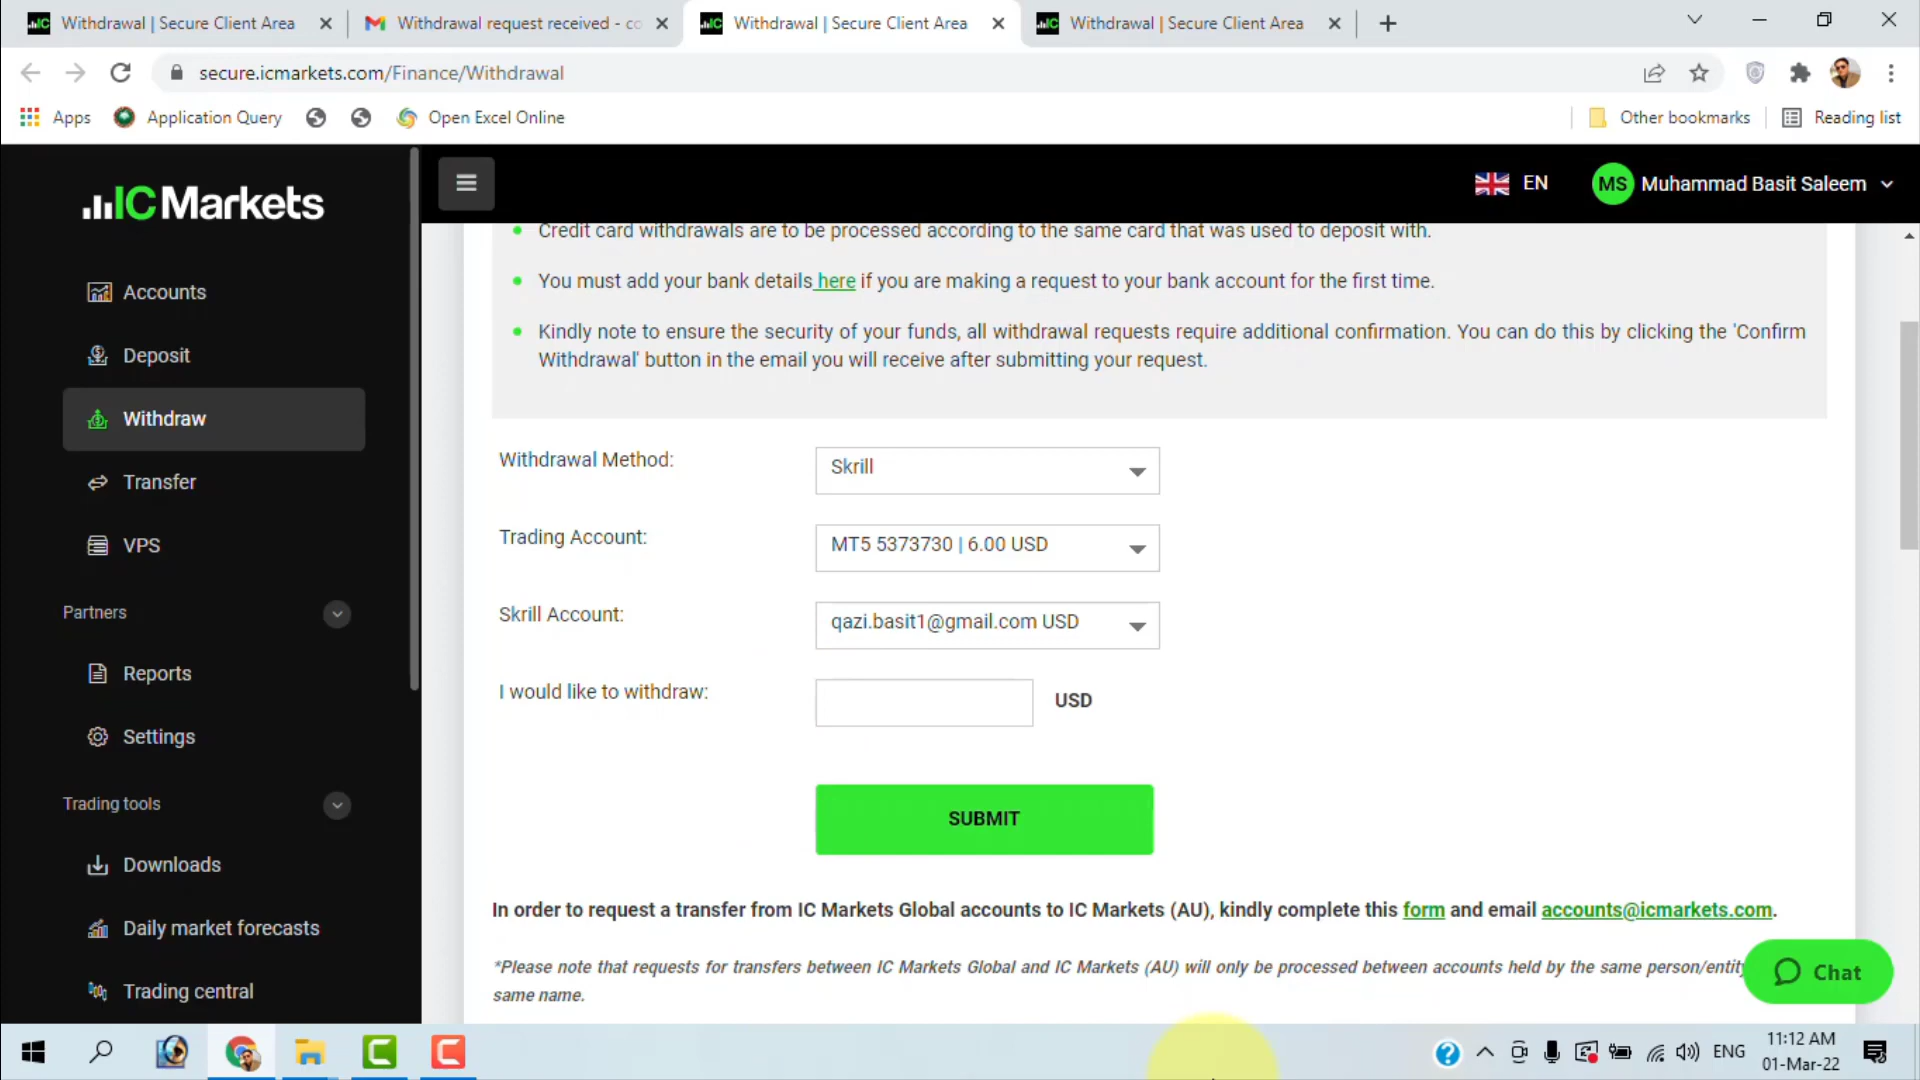 Withdrawal | Secure Client Area
Withdrawal request received - co
Withdrawal | Secure Client Area
Withdrawal | Secure Client Area
secure.icmarkets.com/Finance/Withdrawal
Apps
Application Query
Open Excel Online
Other bookmarks
Reading list
IC Markets
EN
MS
Muhammad Basit Saleem
Accounts
Deposit
Withdraw
Transfer
VPS
Partners
Reports
Settings
Trading tools
Downloads
Daily market forecasts
Trading central
Credit card withdrawals are to be processed according to the same card that was used to deposit with.
You must add your bank details here if you are making a request to your bank account for the first time.
Kindly note to ensure the security of your funds, all withdrawal requests require additional confirmation. You can do this by clicking the 'Confirm
Withdrawal' button in the email you will receive after submitting your request.
Withdrawal Method:
Skrill
Trading Account:
MT5 5373730 | 6.00 USD
Skrill Account:
qazi.basit1@gmail.com USD
I would like to withdraw:
USD
SUBMIT
In order to request a transfer from IC Markets Global accounts to IC Markets (AU), kindly complete this form and email accounts@icmarkets.com.
*Please note that requests for transfers between IC Markets Global and IC Markets (AU) will only be processed between accounts held by the same person/entity
same name.
Chat
ENG
11:12 AM
01-Mar-22